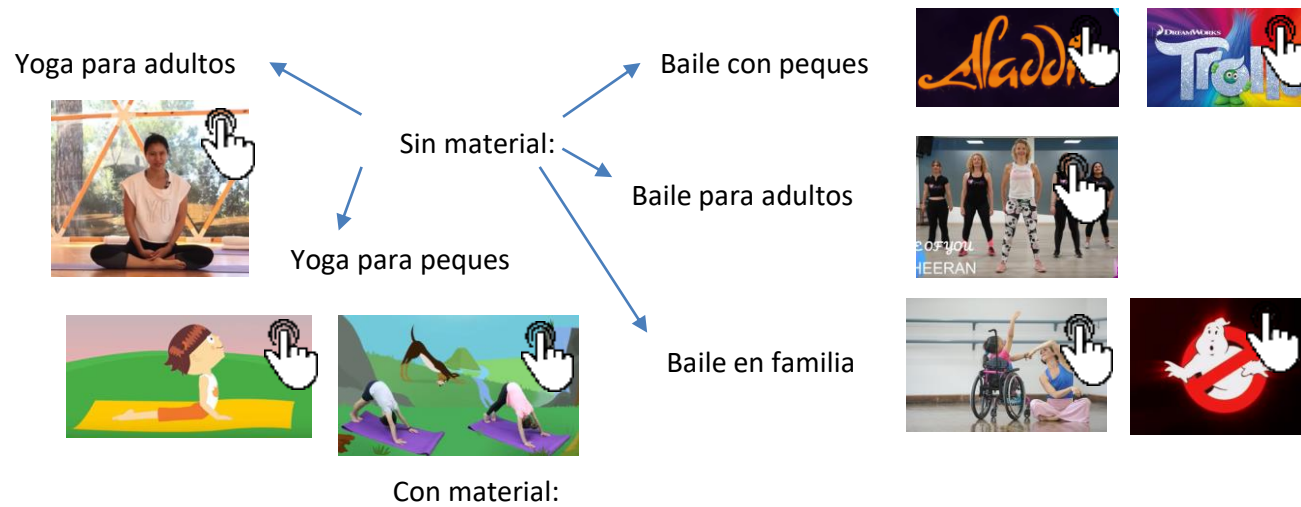 Yoga para adultos
Baile con peques
DREAMWORKS
Sin material:
Baile para adultos
Yoga para peques
Baile en familia
Con material: